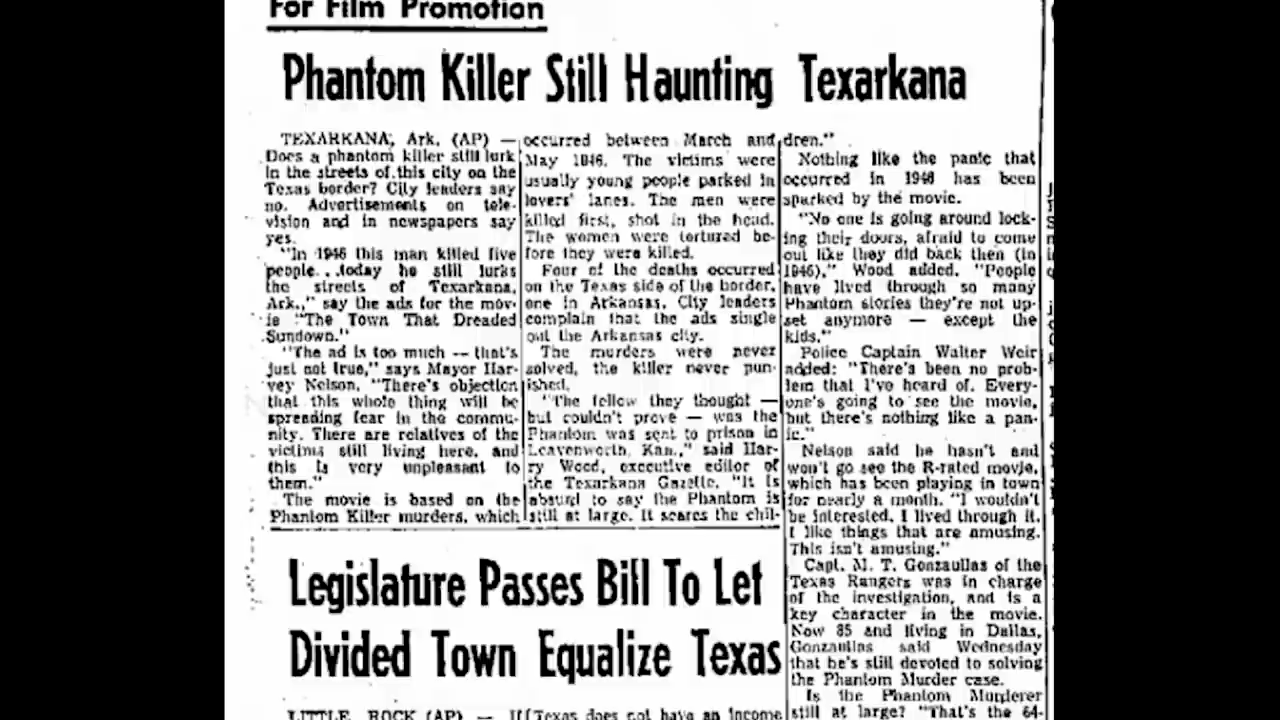 For Film Promotion
Phantom Killer Still Haunting Texarkana
TEXARKANA, Ark. (AP) —
Does a phantom killer still lurk
in the streets of this city on the
Texas border? City leaders say
no. Advertisements on tele-
vision and in newspapers say
yes.
"In 1946 this man killed five
people. . .today he still lurks
the streets of Texarkana,
Ark.," say the ads for the mov-
ie "The Town That Dreaded
Sundown."
"The ad is too much -- that's
just not true," says Mayor Har-
vey Nelson. "There's objection
that this whole thing will be
spreading fear in the commu-
nity. There are relatives of the
victims still living here, and
this is very unpleasant to
them."
The movie is based on the
Phantom Killer murders, which
occurred between March and
May 1946. The victims were
usually young people parked in
lovers' lanes. The men were
killed first, shot in the head.
The women were tortured be-
fore they were killed.
Four of the deaths occurred
on the Texas side of the border,
one in Arkansas. City leaders
complain that the ads single
out the Arkansas city.
The murders were never
solved, the killer never pun-
ished.
"The fellow they thought —
but couldn't prove — was the
Phantom was sent to prison in
Leavenworth, Kan.," said Har-
ry Wood, executive editor of
the Texarkana Gazette. "It is
absurd to say the Phantom is
still at large. It scares the chil-
dren."
Nothing like the panic that
occurred in 1946 has been
sparked by the movie.
"No one is going around lock-
ing their doors, afraid to come
out like they did back then (in
1946)," Wood added. "People
have lived through so many
Phantom stories they're not up-
set anymore — except the
kids."
Police Captain Walter Weir
added: "There's been no prob-
lem that I've heard of. Every-
one's going to see the movie,
but there's nothing like a pan-
ic."
Nelson said he hasn't and
won't go see the R-rated movie,
which has been playing in town
for nearly a month. "I wouldn't
be interested. I lived through it.
I like things that are amusing.
This isn't amusing."
Capt. M. T. Gonzaullas of the
Texas Rangers was in charge
of the investigation, and is a
key character in the movie.
Now 85 and living in Dallas,
Gonzaullas said Wednesday
that he's still devoted to solving
the Phantom Murder case.
Is the Phantom Murderer
still at large? "That's the 64-
Legislature Passes Bill To Let
Divided Town Equalize Texas
LITTLE ROCK (AP) —
Texas does not have an income